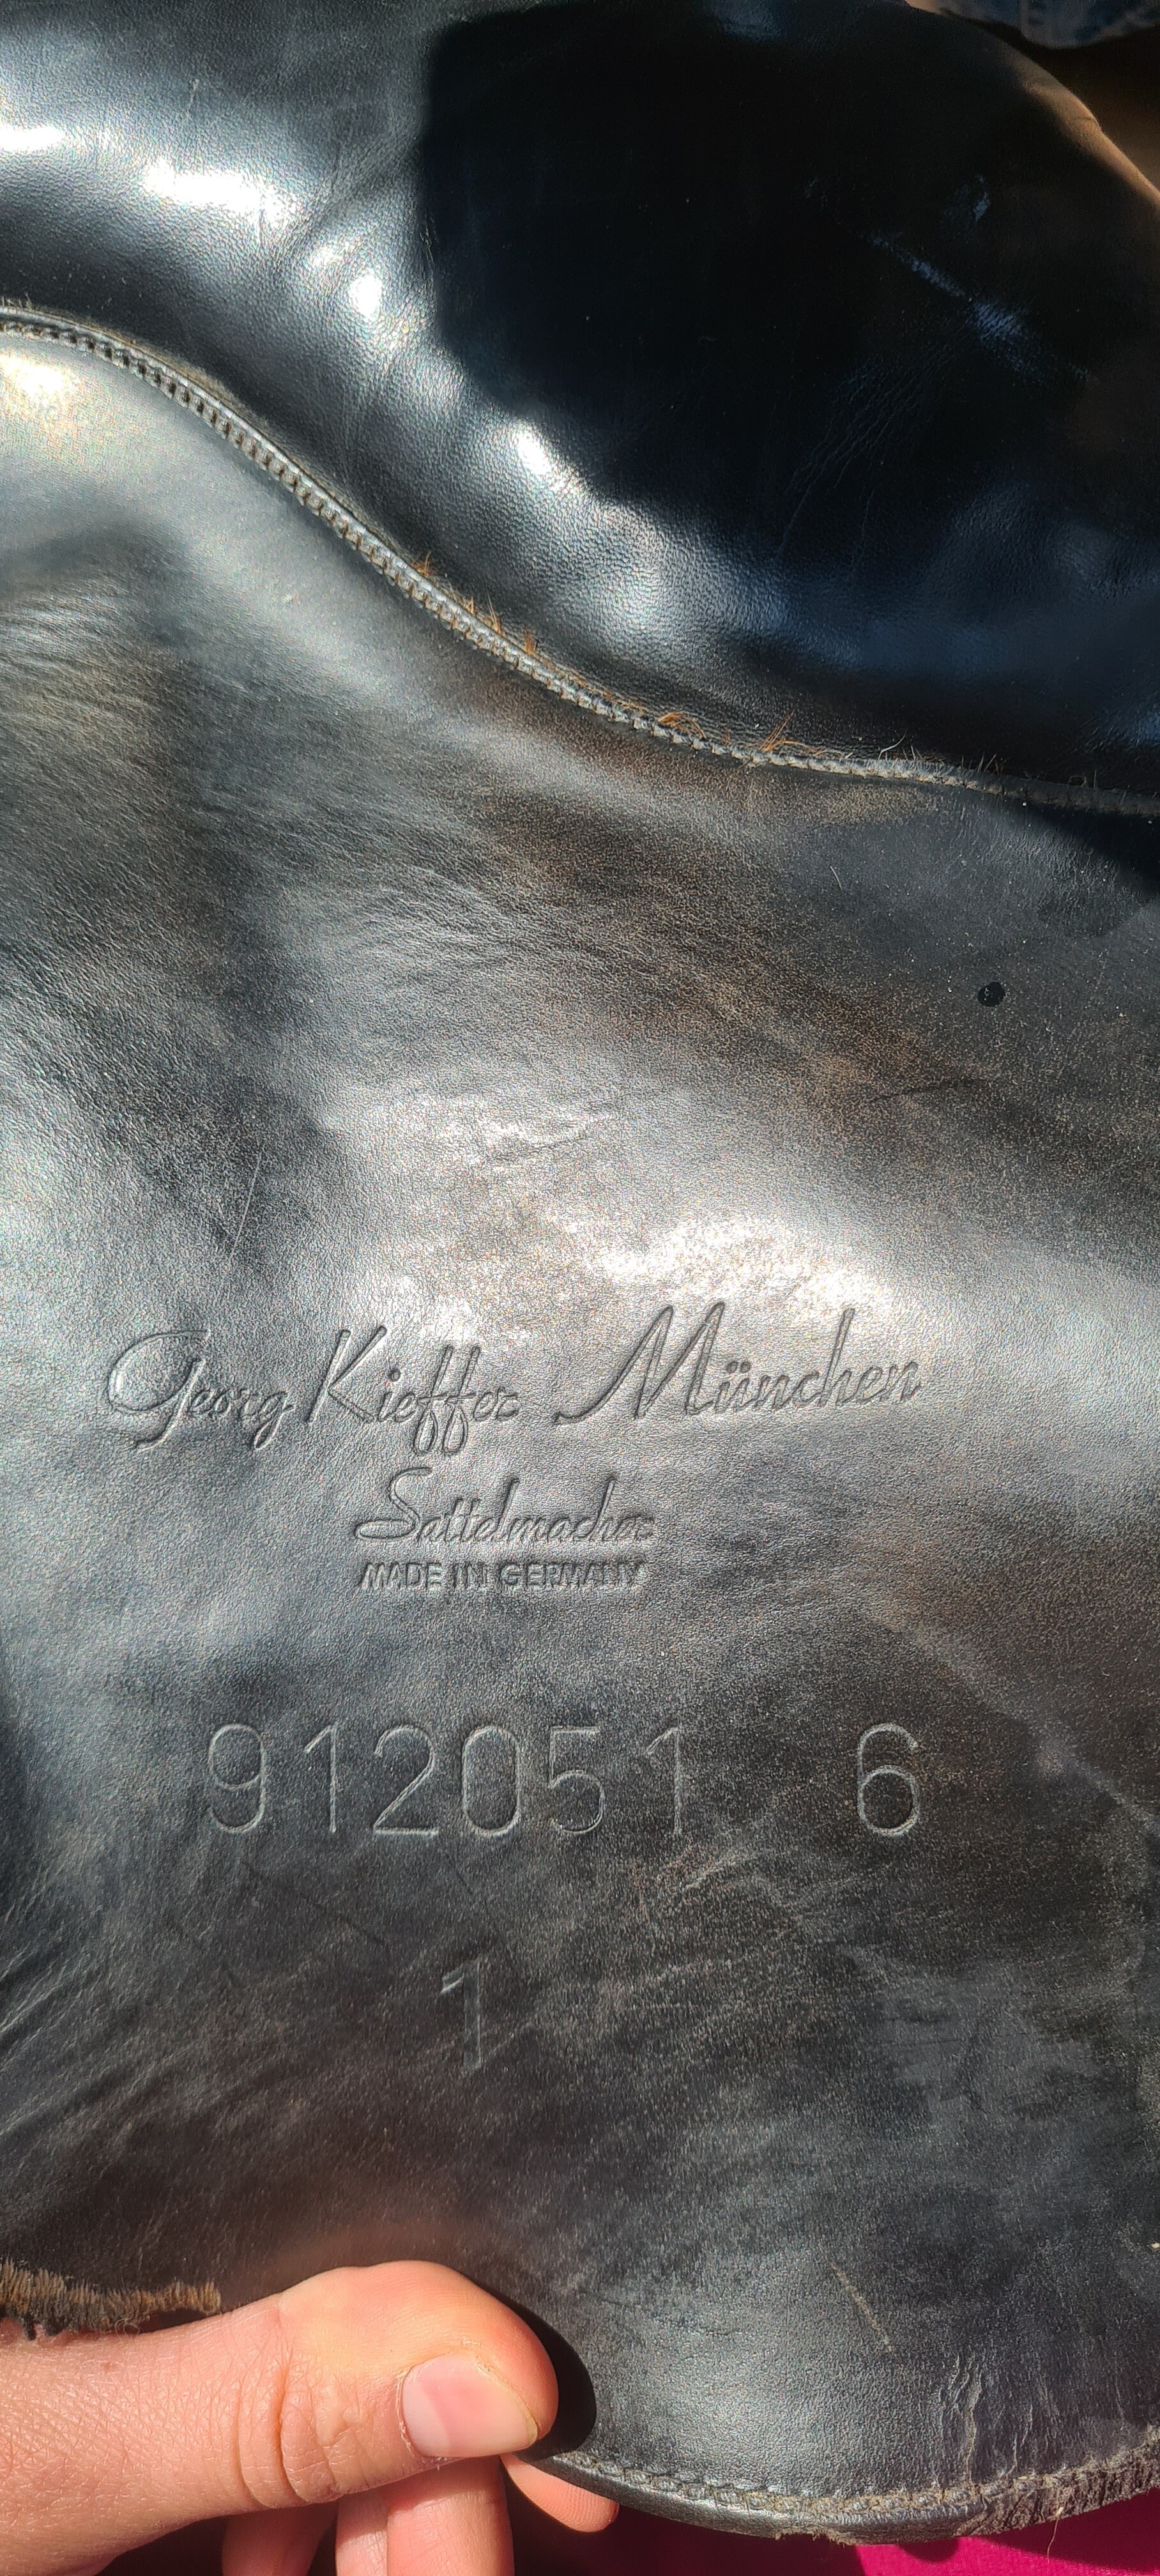 Georg Kieffer München
Sattelmacher
MADE IN GERMANY
912051 6
1